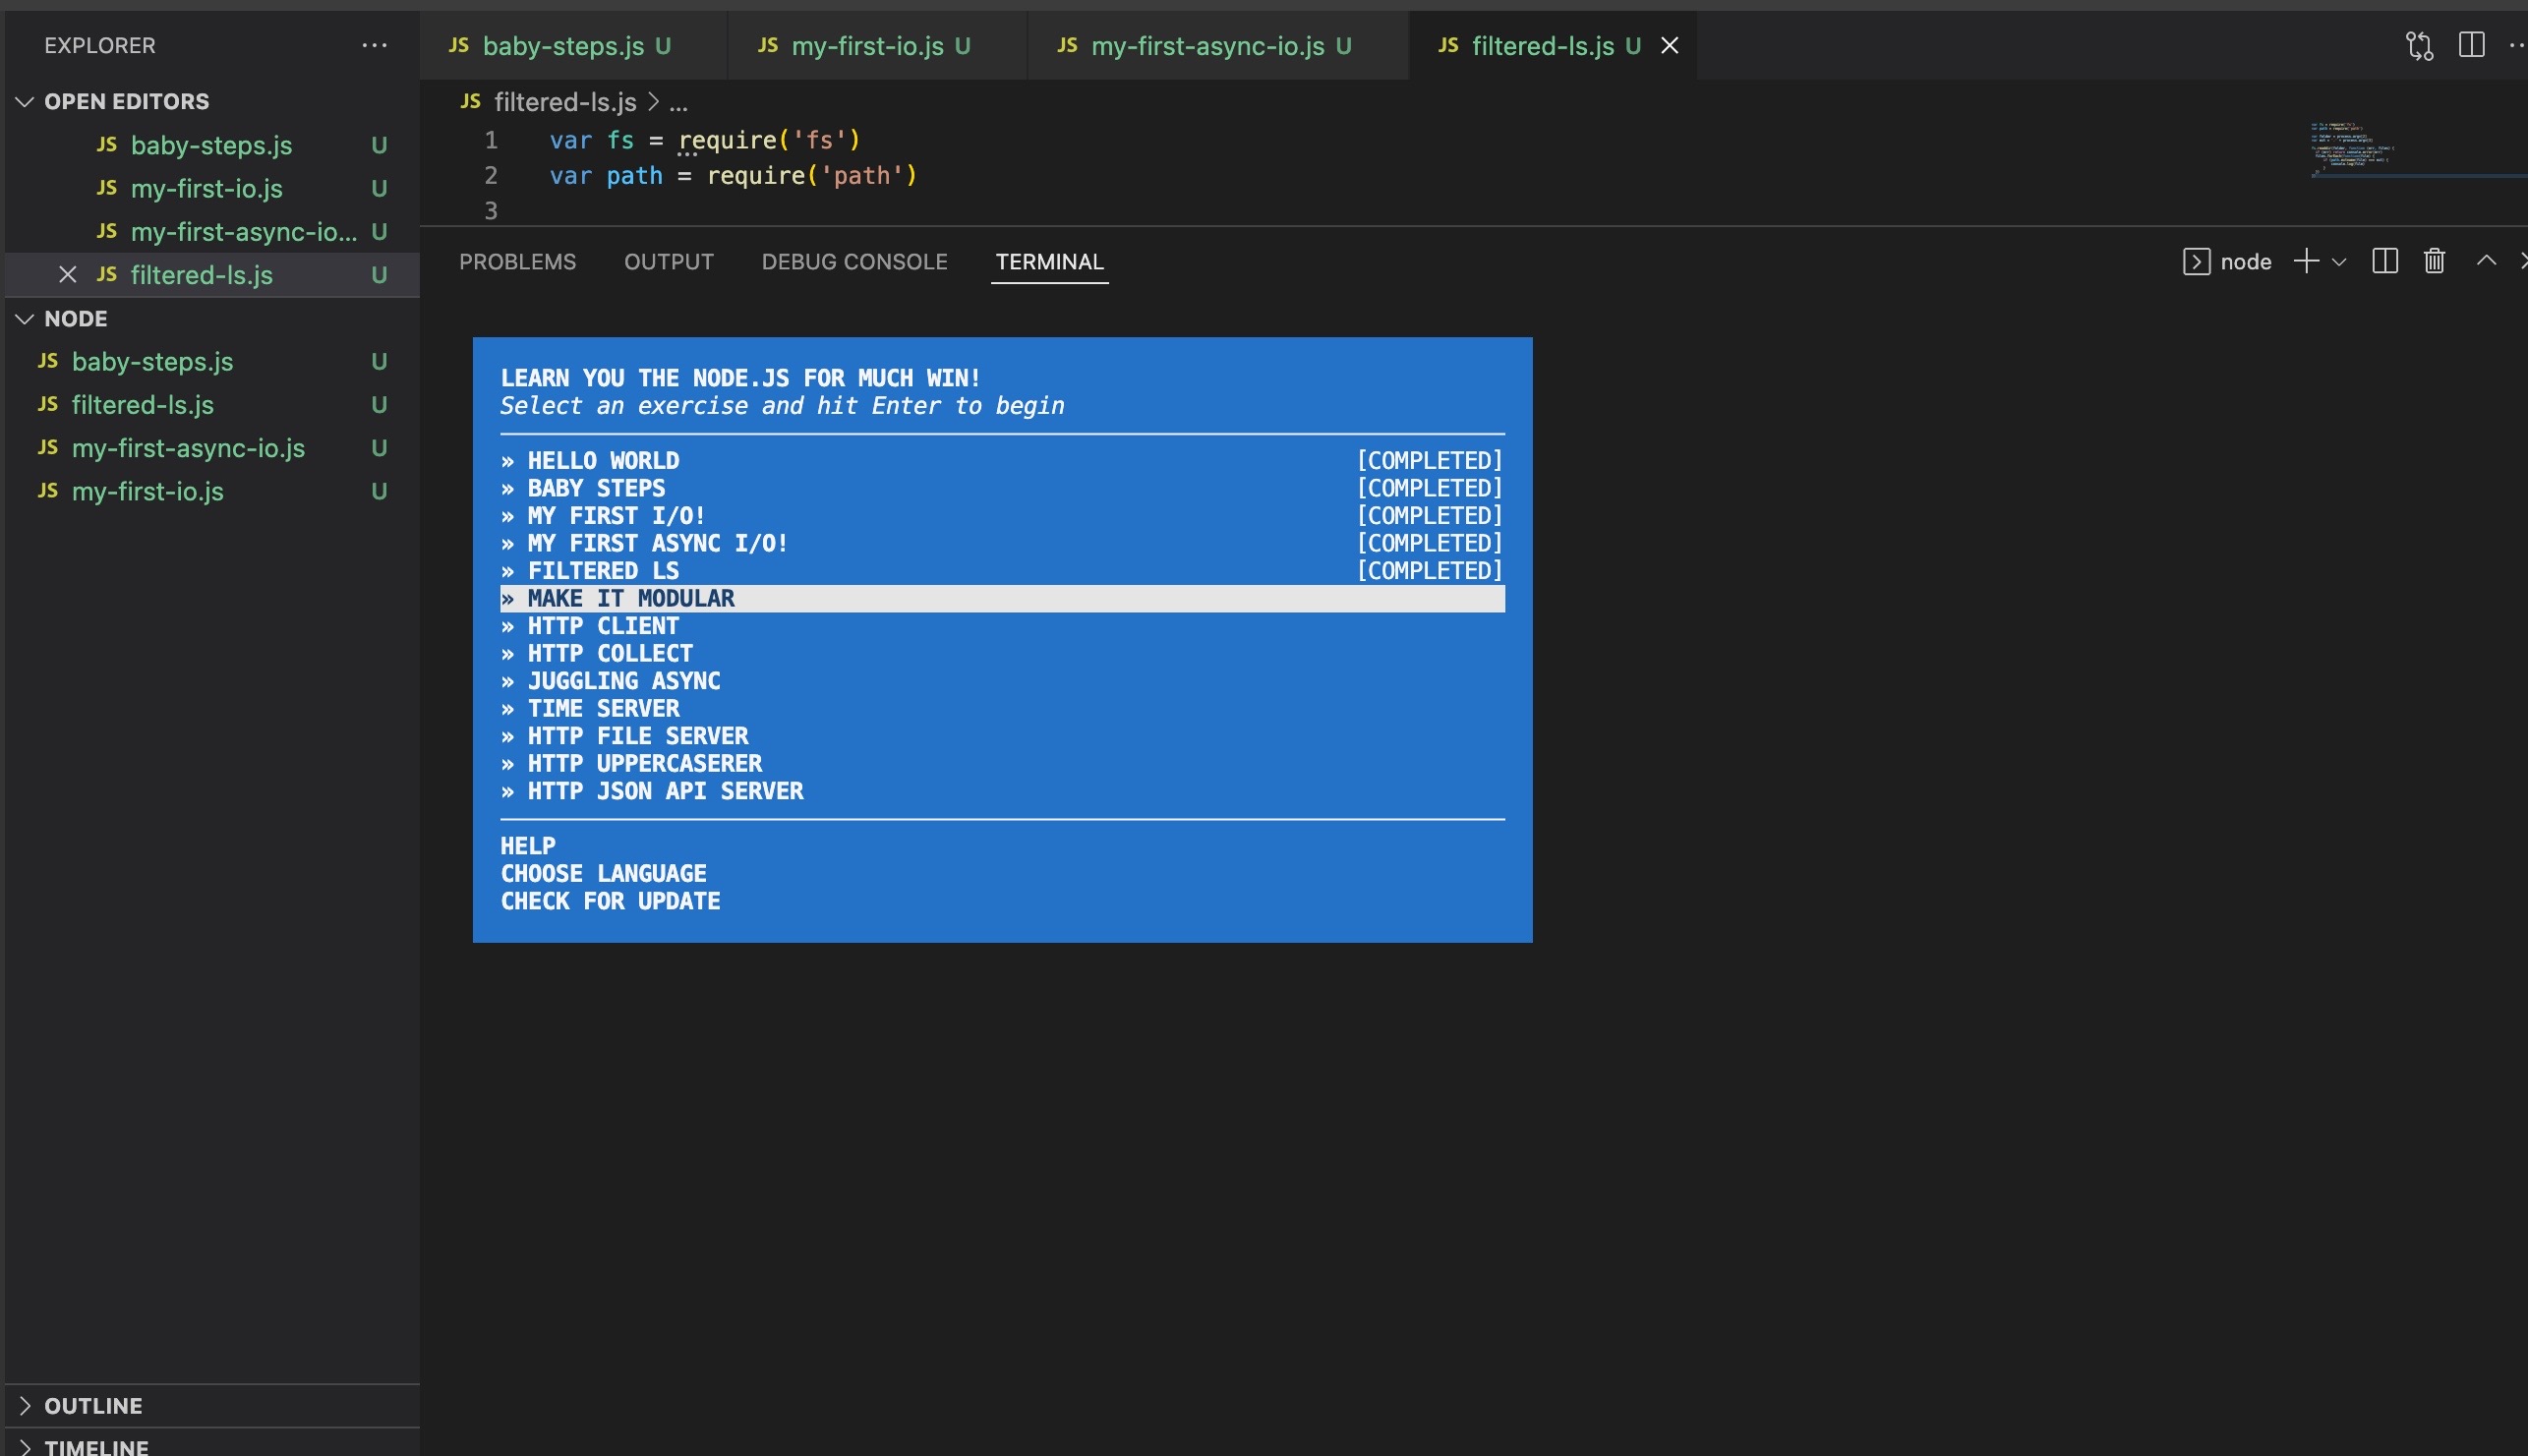 EXPLORER
OPEN EDITORS
JS baby-steps.js U
JS my-first-io.js U
JS my-first-async-io... U
JS filtered-ls.js U
NODE
JS baby-steps.js U
JS filtered-ls.js U
JS my-first-async-io.js U
JS my-first-io.js U
OUTLINE
TIMELINE
JS baby-steps.js U JS my-first-io.js U JS my-first-async-io.js U JS filtered-ls.js U
JS filtered-ls.js > ...
1 var fs = require('fs')
2 var path = require('path')
3
PROBLEMS OUTPUT DEBUG CONSOLE TERMINAL node
LEARN YOU THE NODE.JS FOR MUCH WIN!
Select an exercise and hit Enter to begin
» HELLO WORLD [COMPLETED]
» BABY STEPS [COMPLETED]
» MY FIRST I/O! [COMPLETED]
» MY FIRST ASYNC I/O! [COMPLETED]
» FILTERED LS [COMPLETED]
» MAKE IT MODULAR
» HTTP CLIENT
» HTTP COLLECT
» JUGGLING ASYNC
» TIME SERVER
» HTTP FILE SERVER
» HTTP UPPERCASERER
» HTTP JSON API SERVER
HELP
CHOOSE LANGUAGE
CHECK FOR UPDATE